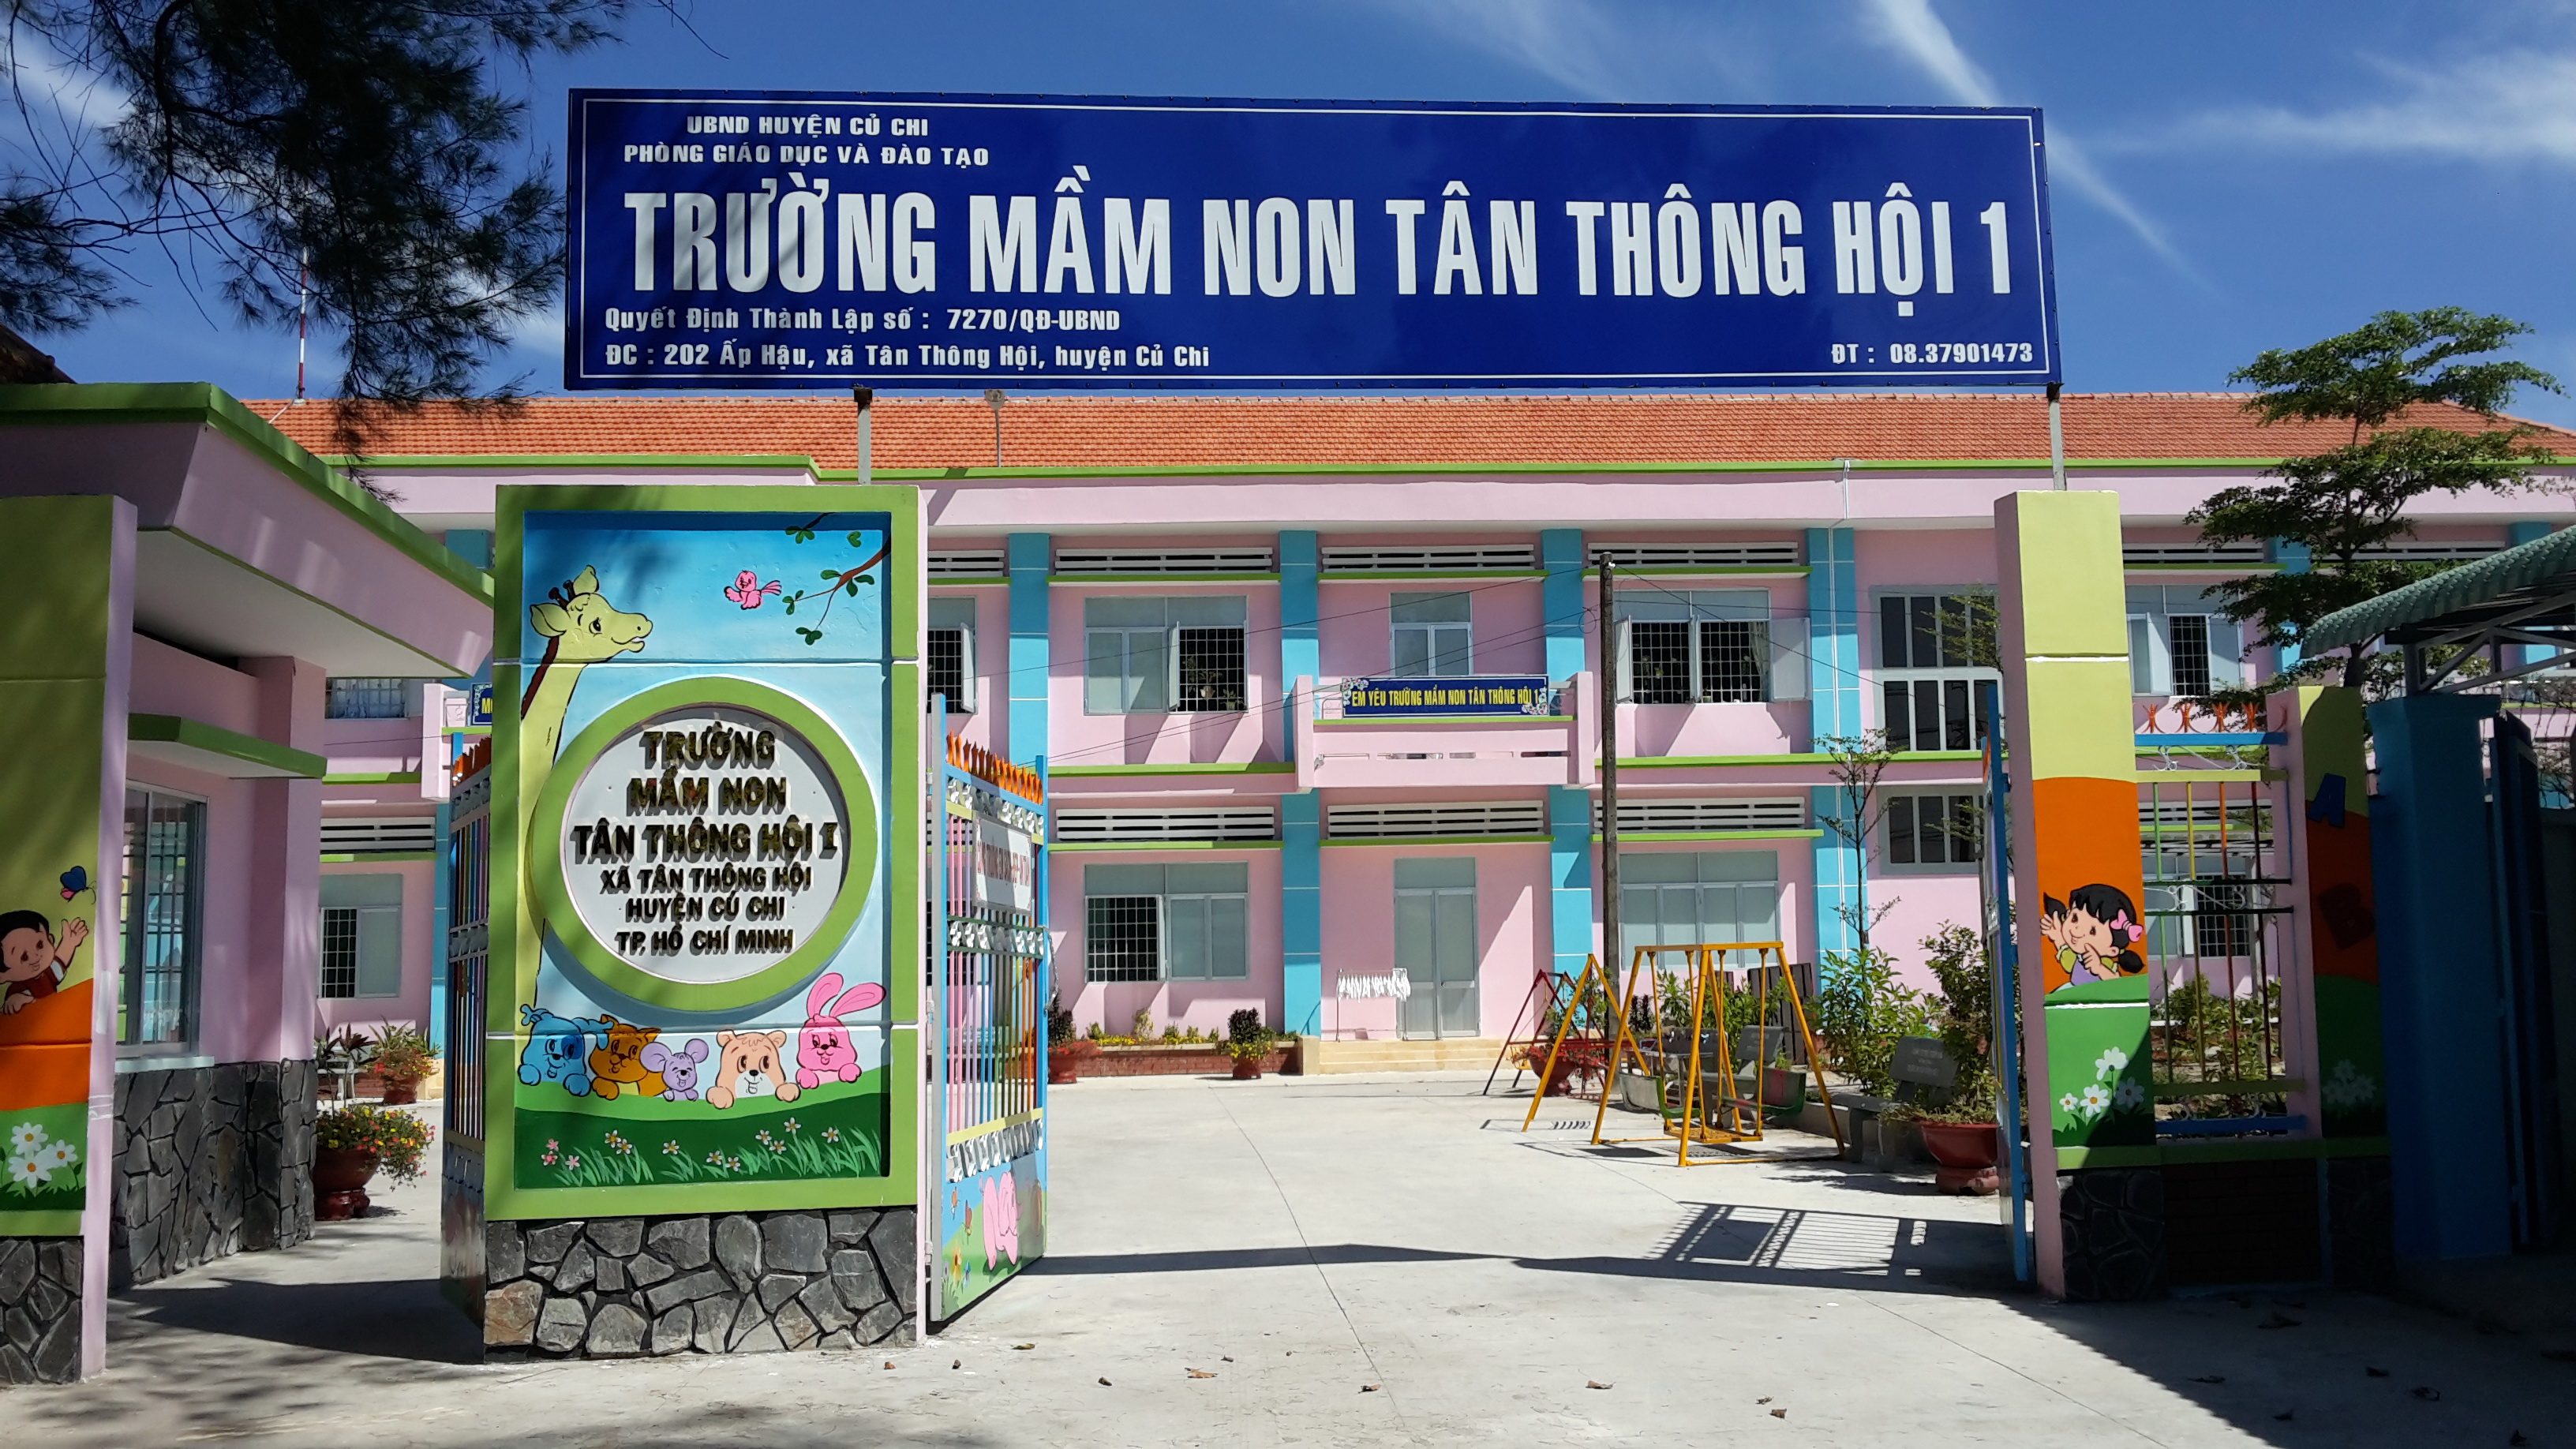 UBND HUYỆN CỦ CHI
PHÒNG GIÁO DỤC VÀ ĐÀO TẠO
TRƯỜNG MẦM NON TÂN THÔNG HỘI 1
Quyết Định Thành Lập số : 7270/QĐ-UBND
ĐC : 202 Ấp Hậu, xã Tân Thông Hội, huyện Củ Chi
ĐT : 08.37901473
EM YÊU TRƯỜNG MẦM NON TÂN THÔNG HỘI 1
TRƯỜNG
MẦM NON
TÂN THÔNG HỘI I
XÃ TÂN THÔNG HỘI
HUYỆN CỦ CHI
TP. HỒ CHÍ MINH
A
B